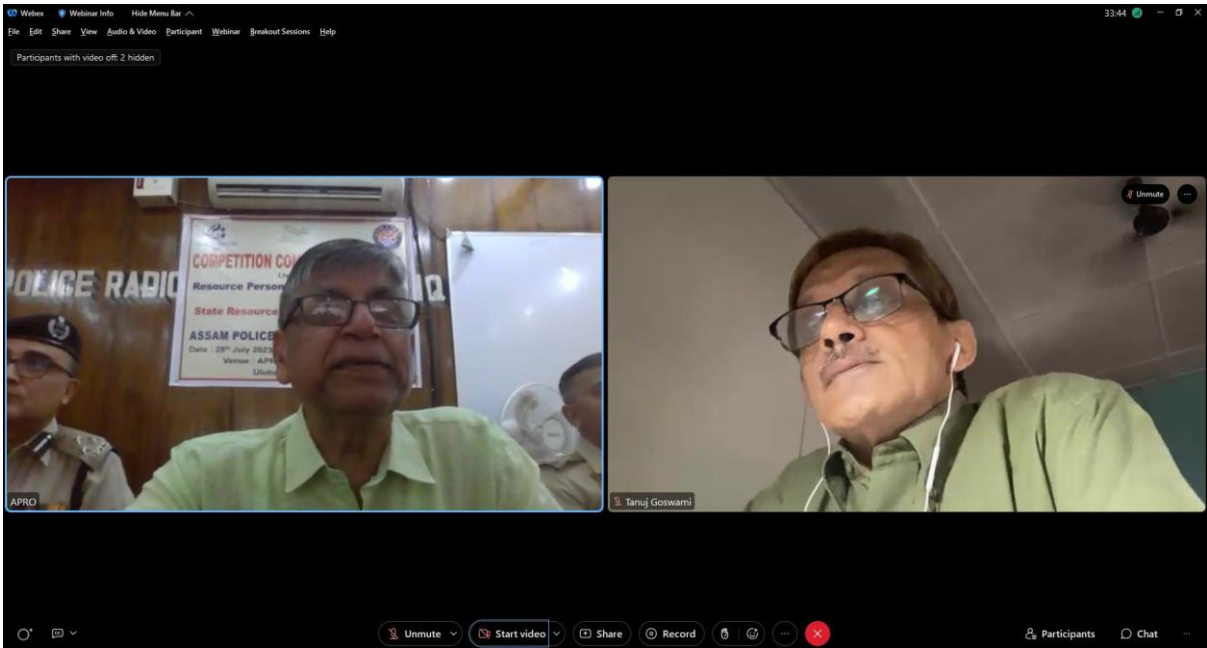 Webex Webinar Info Hide Menu Bar 33:44
File Edit Share View Audio & Video Participant Webinar Breakout Sessions Help
Participants with video off: 2 hidden
POLICE RADIO Q
COMPETITION
Resource Person
State Resource
ASSAM POLICE
Date : 28th July 2023
Venue :
APRO
Unmute
Tanuj Goswami
Unmute Start video Share Record Participants Chat